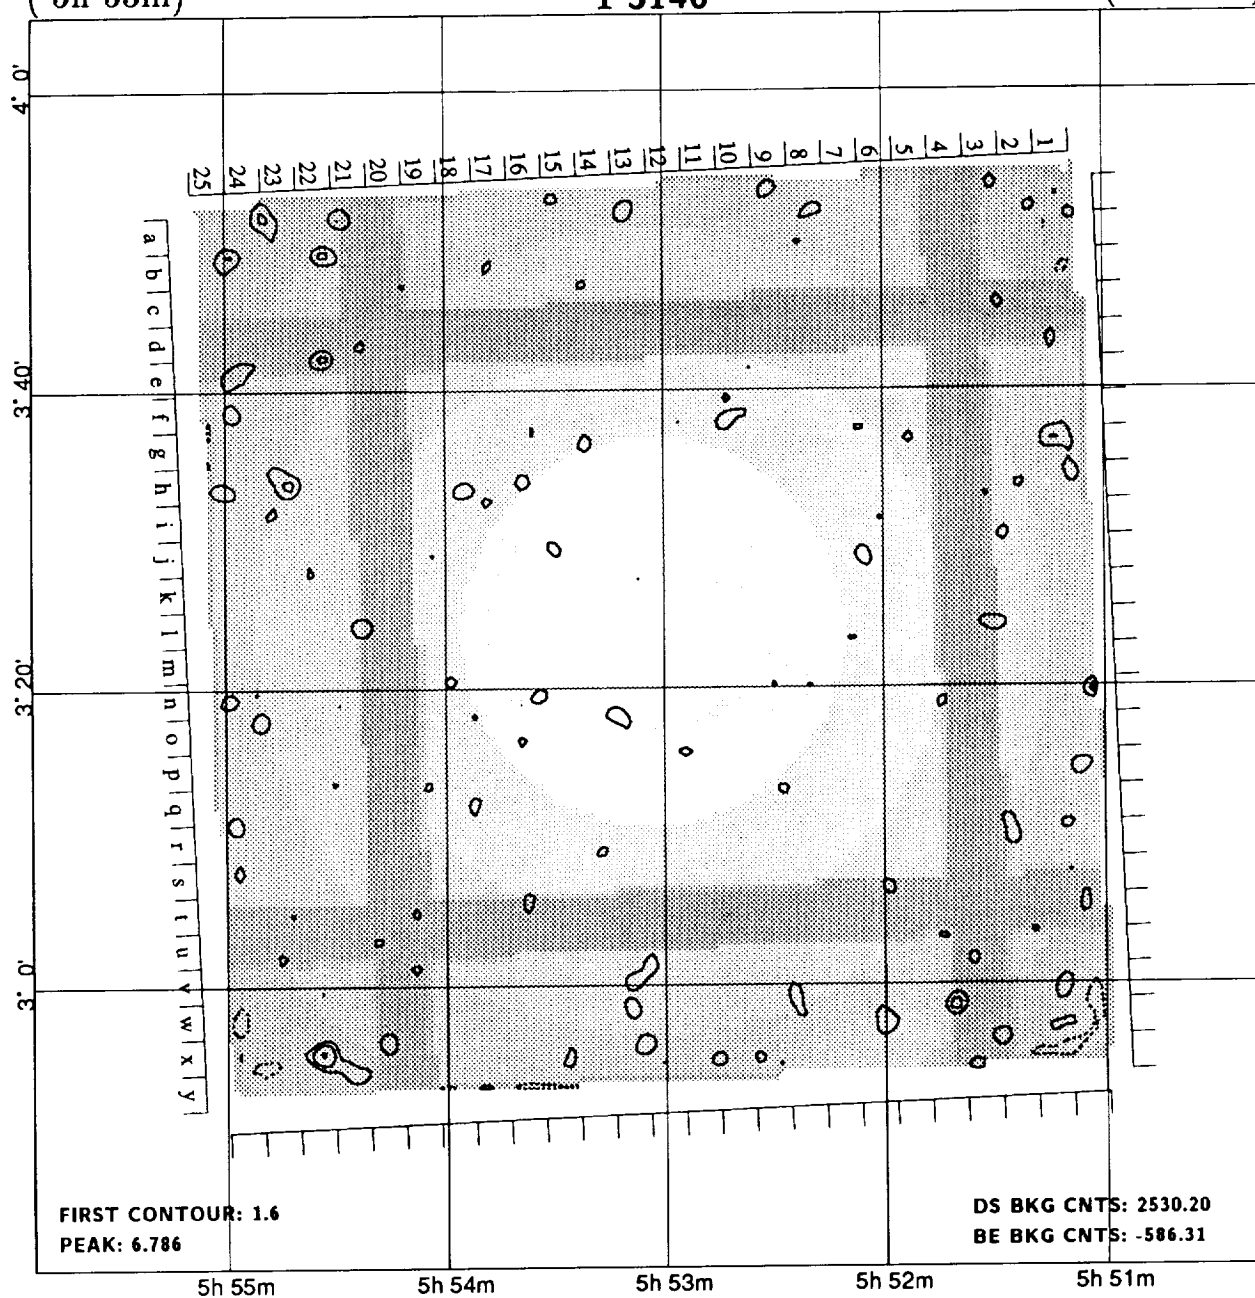 4° 0'
25 24 23 22 21 20 19 18 17 16 15 14 13 12 11 10 9 8 7 6 5 4 3 2 1
a b c d e f g h i j k l m n o p q r s t u v w x y
3° 40'
3° 20'
3° 0'
FIRST CONTOUR: 1.6
PEAK: 6.786
DS BKG CNTS: 2530.20
BE BKG CNTS: -586.31
5h 55m 5h 54m 5h 53m 5h 52m 5h 51m